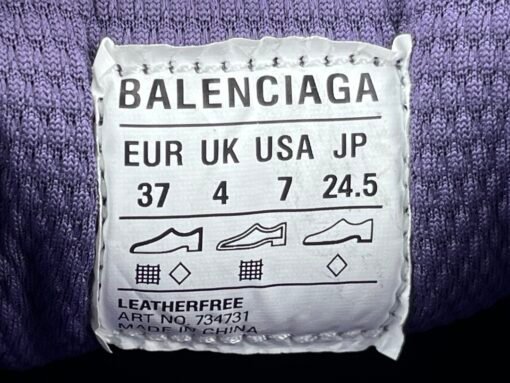 BALENCIAGA
EUR UK USA JP
37 4 7 24.5
LEATHERFREE
ART NO. 734731
MADE IN CHINA